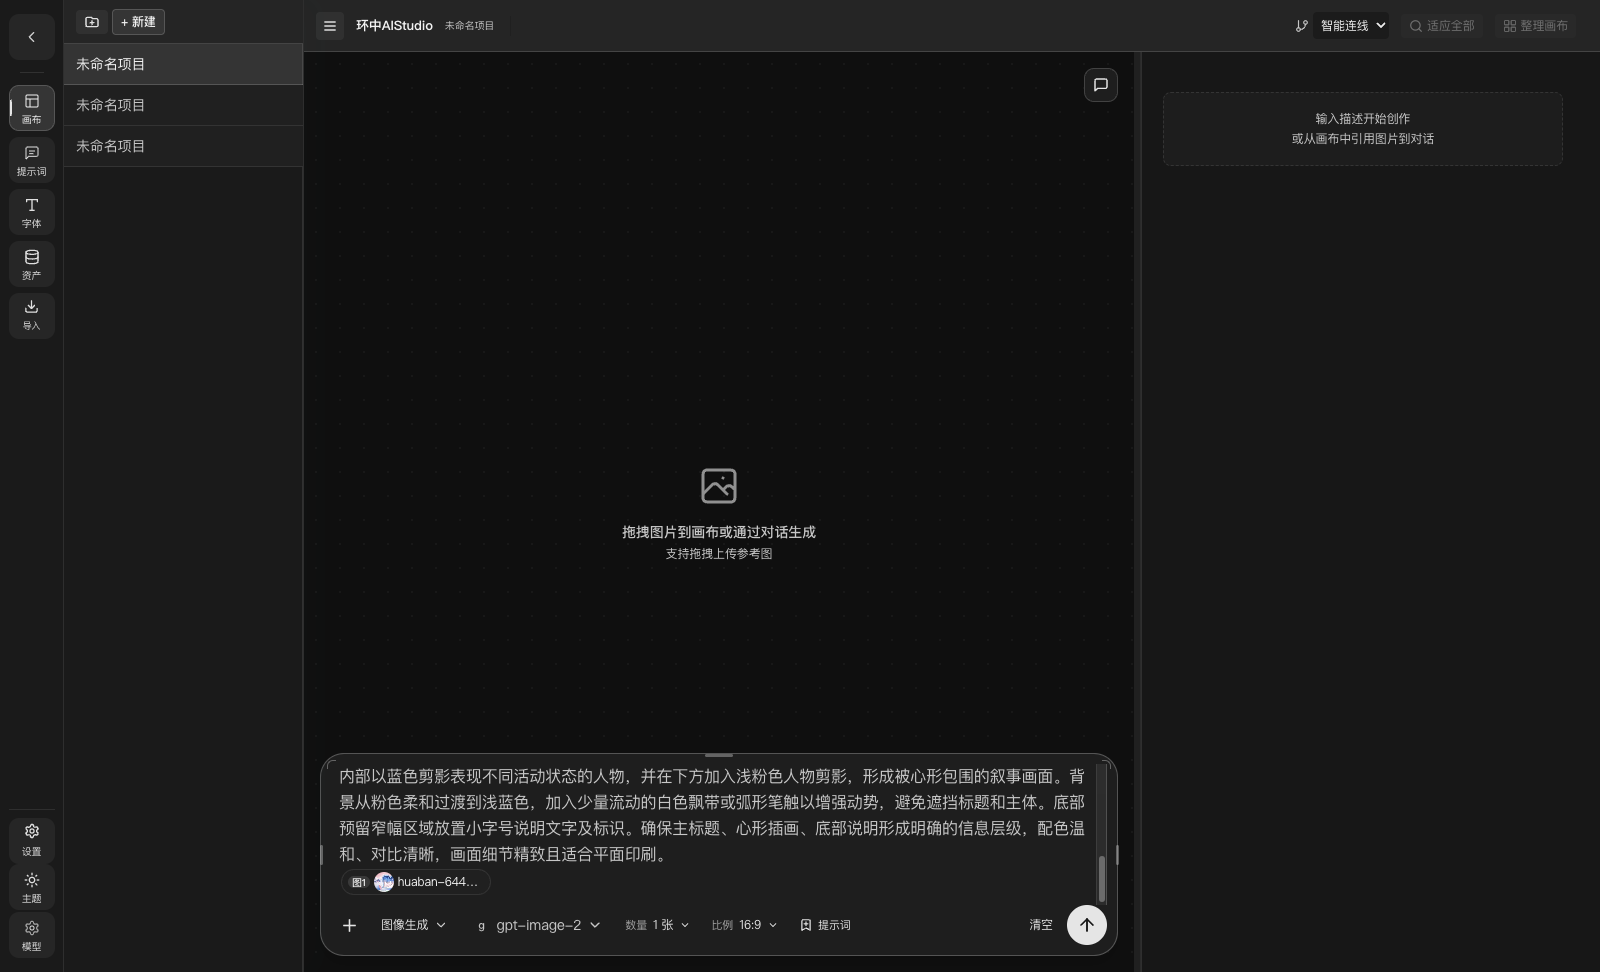 + 新建
未命名项目
未命名项目
未命名项目
画布
提示词
字体
资产
导入
设置
主题
模型
环中AIStudio
未命名项目
智能连线
适应全部
整理画布
输入描述开始创作
或从画布中引用图片到对话
拖拽图片到画布或通过对话生成
支持拖拽上传参考图
内部以蓝色剪影表现不同活动状态的人物，并在下方加入浅粉色人物剪影，形成被心形包围的叙事画面。背
景从粉色柔和过渡到浅蓝色，加入少量流动的白色飘带或弧形笔触以增强动势，避免遮挡标题和主体。底部
预留窄幅区域放置小字号说明文字及标识。确保主标题、心形插画、底部说明形成明确的信息层级，配色温
和、对比清晰，画面细节精致且适合平面印刷。
图1 huaban-644...
图像生成
g gpt-image-2
数量 1 张
比例 16:9
提示词
清空